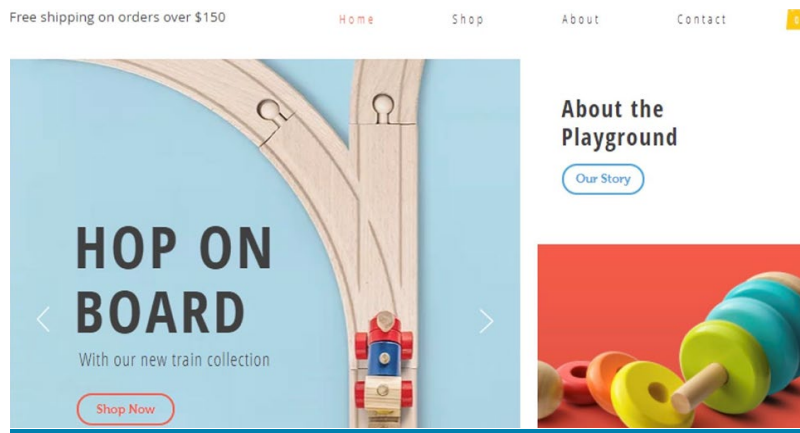 Free shipping on orders over $150
Home Shop About Contact
HOP ON
BOARD
With our new train collection
Shop Now
About the
Playground
Our Story